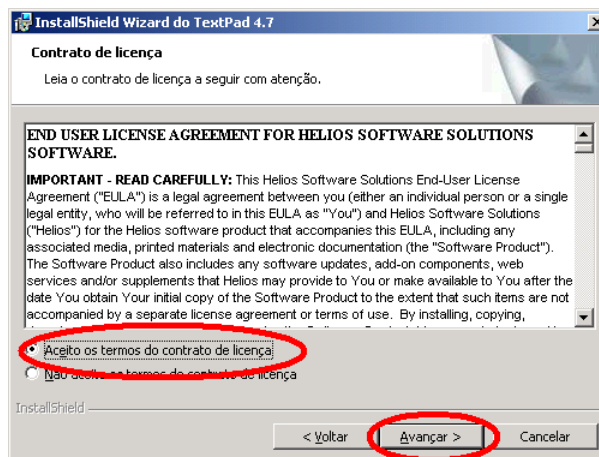 InstallShield Wizard do TextPad 4.7
Contrato de licença
Leia o contrato de licença a seguir com atenção.
END USER LICENSE AGREEMENT FOR HELIOS SOFTWARE SOLUTIONS
SOFTWARE.
IMPORTANT - READ CAREFULLY: This Helios Software Solutions End-User License
Agreement ("EULA") is a legal agreement between you (either an individual person or a single
legal entity, who will be referred to in this EULA as "You") and Helios Software Solutions
("Helios") for the Helios software product that accompanies this EULA, including any
associated media, printed materials and electronic documentation (the "Software Product").
The Software Product also includes any software updates, add-on components, web
services and/or supplements that Helios may provide to You or make available to You after the
date You obtain Your initial copy of the Software Product to the extent that such items are not
accompanied by a separate license agreement or terms of use. By installing, copying,
Aceito os termos do contrato de licença
Não aceito os termos do contrato de licença
InstallShield
< Voltar
Avançar >
Cancelar